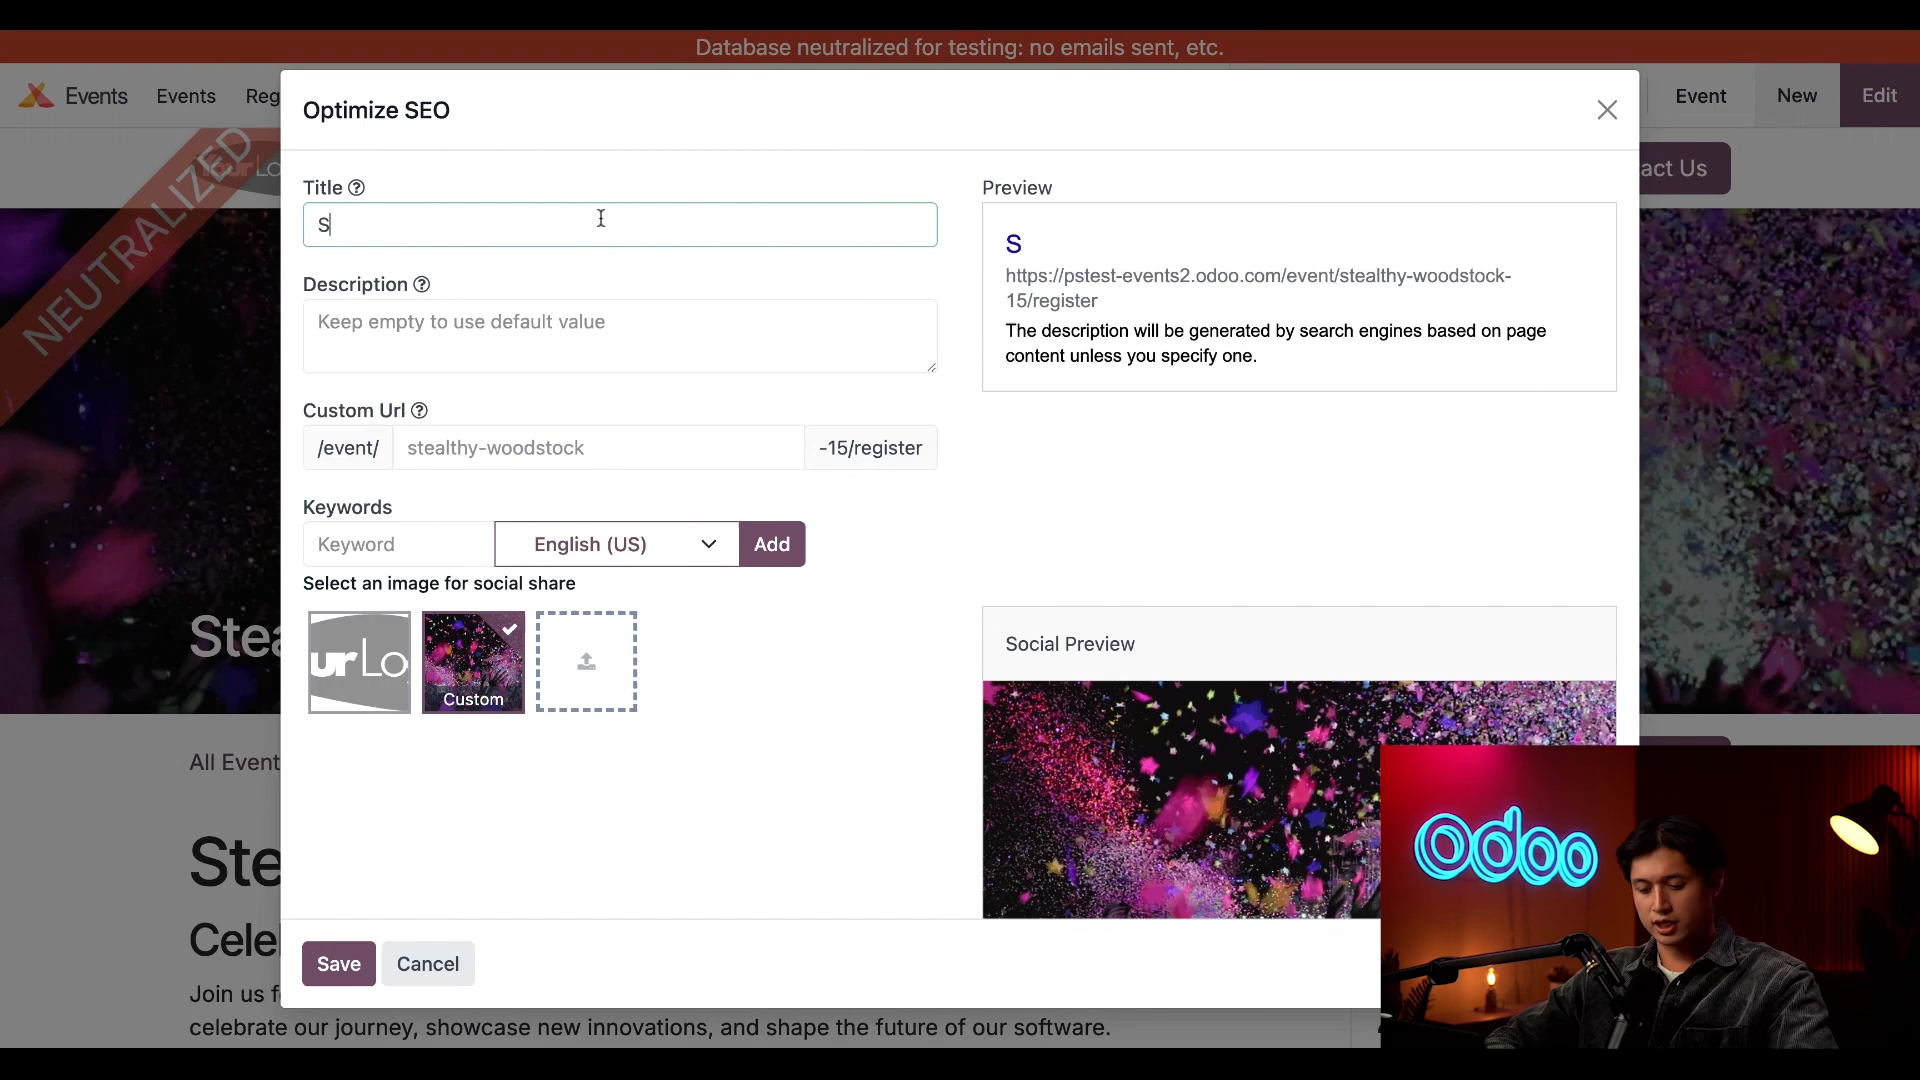 Database neutralized for testing: no emails sent, etc.
Events Events Reg Event New Edit
Optimize SEO
NEUTRALIZED
act Us
Title
S
Description
Keep empty to use default value
Custom Url
/event/ stealthy-woodstock -15/register
Keywords
Keyword English (US) Add
Select an image for social share
urLo
Custom
Preview
S
https://pstest-events2.odoo.com/event/stealthy-woodstock-
15/register
The description will be generated by search engines based on page
content unless you specify one.
Social Preview
Stea
All Event
Ste
Cele
Save Cancel
Join us f
celebrate our journey, showcase new innovations, and shape the future of our software.
odoo